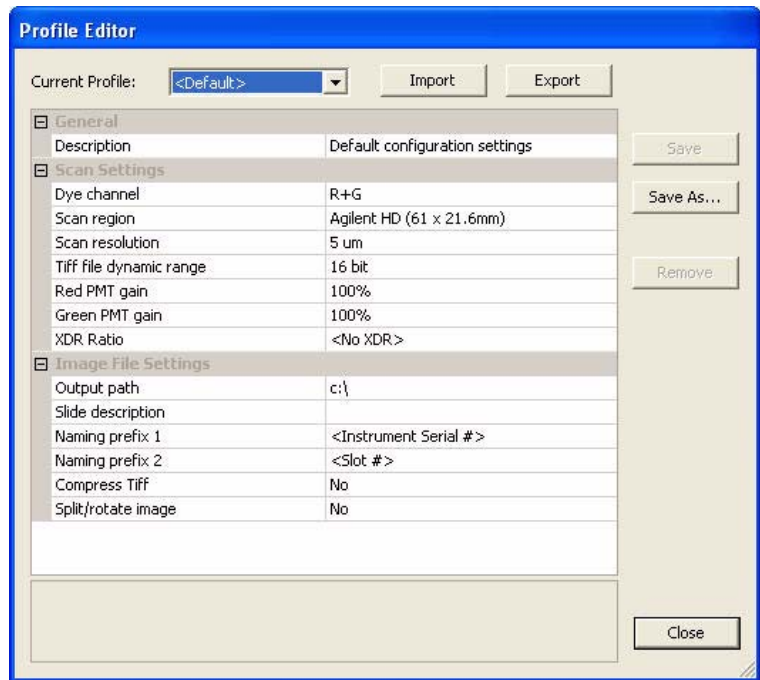 Profile Editor
Current Profile: <Default> Import Export
General
Description Default configuration settings
Save
Scan Settings
Dye channel R+G
Save As...
Scan region Agilent HD (61 x 21.6mm)
Scan resolution 5 um
Tiff file dynamic range 16 bit
Remove
Red PMT gain 100%
Green PMT gain 100%
XDR Ratio <No XDR>
Image File Settings
Output path c:\
Slide description
Naming prefix 1 <Instrument Serial #>
Naming prefix 2 <Slot #>
Compress Tiff No
Split/rotate image No
Close